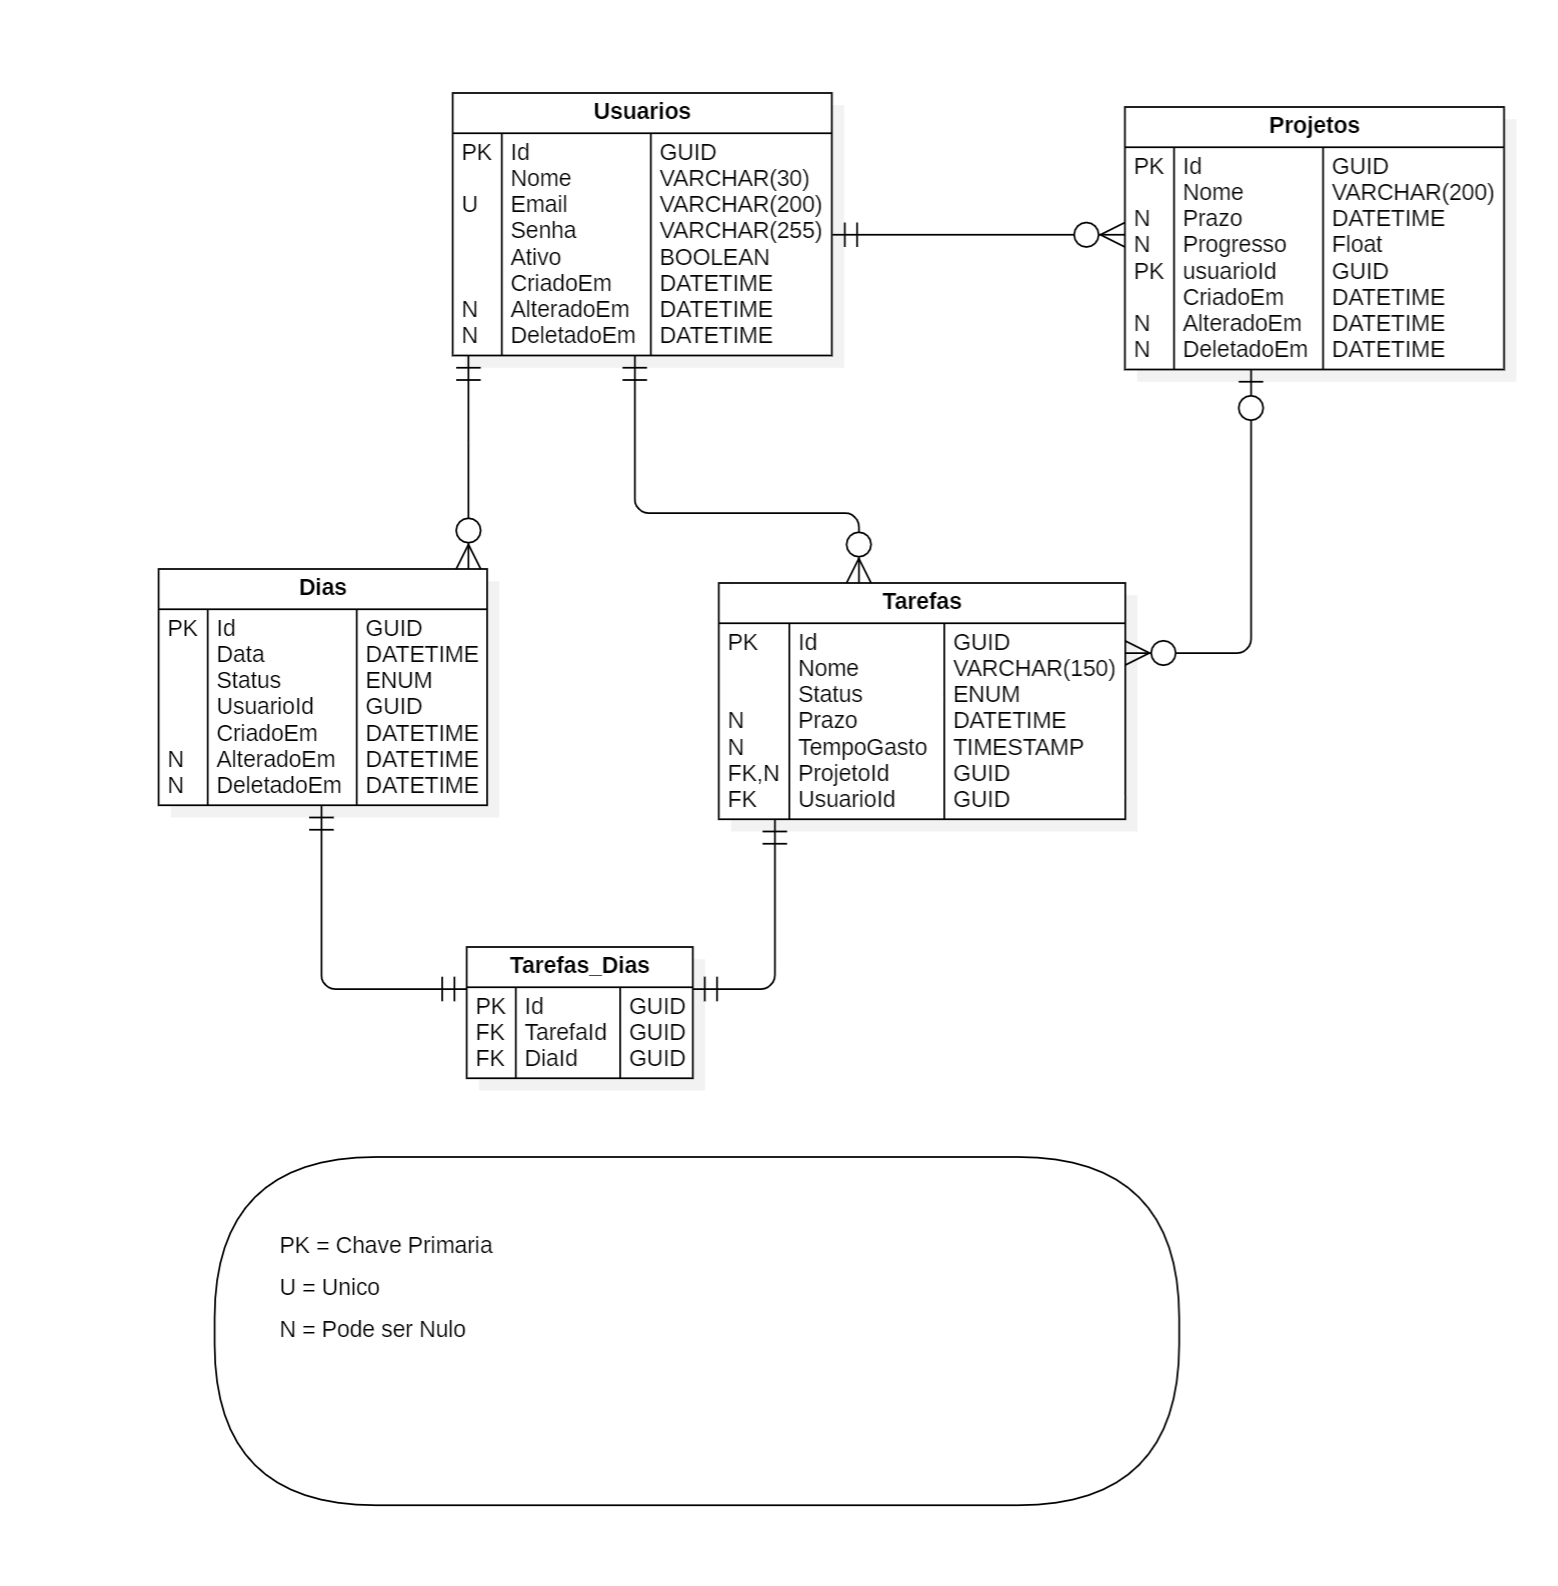 Usuarios
PK Id GUID
Nome VARCHAR(30)
U Email VARCHAR(200)
Senha VARCHAR(255)
Ativo BOOLEAN
CriadoEm DATETIME
N AlteradoEm DATETIME
N DeletadoEm DATETIME
Projetos
PK Id GUID
Nome VARCHAR(200)
N Prazo DATETIME
N Progresso Float
PK usuarioId GUID
CriadoEm DATETIME
N AlteradoEm DATETIME
N DeletadoEm DATETIME
Dias
PK Id GUID
Data DATETIME
Status ENUM
UsuarioId GUID
CriadoEm DATETIME
N AlteradoEm DATETIME
N DeletadoEm DATETIME
Tarefas
PK Id GUID
Nome VARCHAR(150)
Status ENUM
N Prazo DATETIME
N TempoGasto TIMESTAMP
FK,N ProjetoId GUID
FK UsuarioId GUID
Tarefas_Dias
PK Id GUID
FK TarefaId GUID
FK DiaId GUID
PK = Chave Primaria
U = Unico
N = Pode ser Nulo